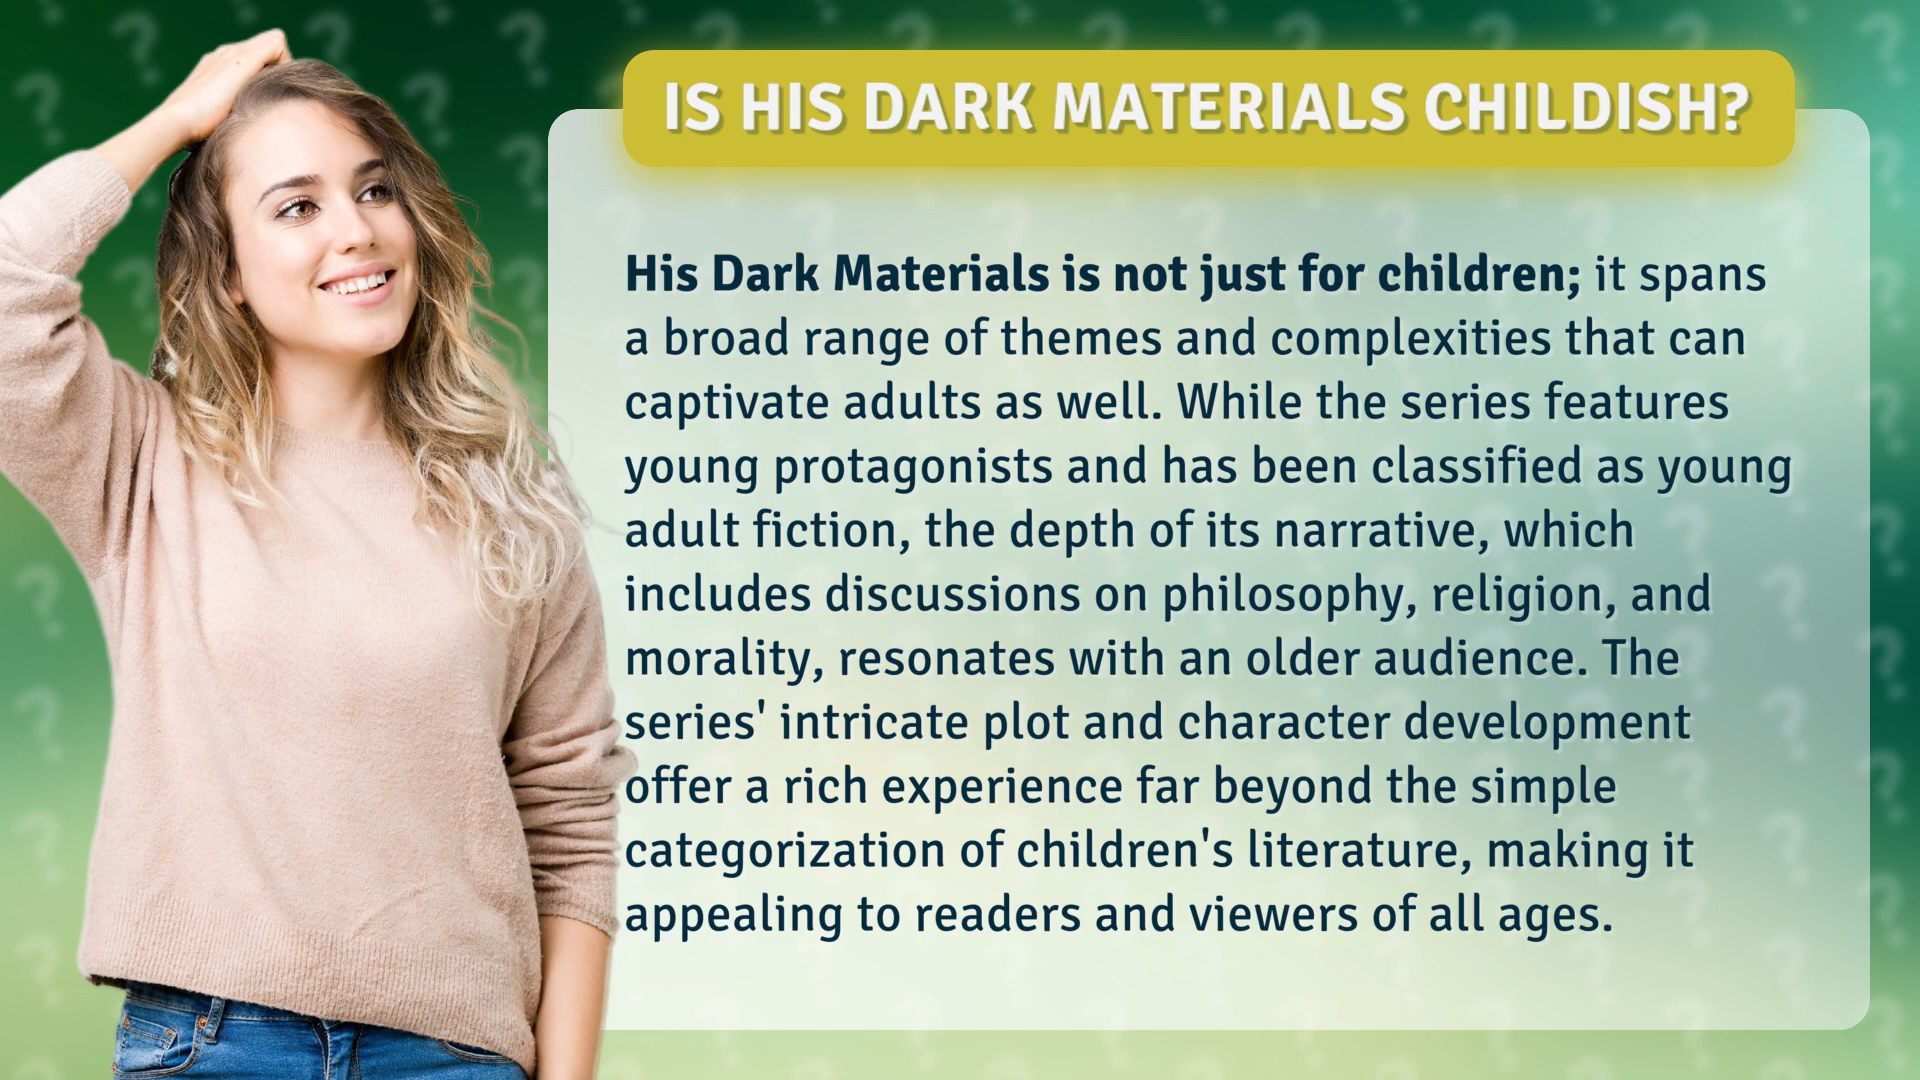 IS HIS DARK MATERIALS CHILDISH?
His Dark Materials is not just for children; it spans
a broad range of themes and complexities that can
captivate adults as well. While the series features
young protagonists and has been classified as young
adult fiction, the depth of its narrative, which
includes discussions on philosophy, religion, and
morality, resonates with an older audience. The
series' intricate plot and character development
offer a rich experience far beyond the simple
categorization of children's literature, making it
appealing to readers and viewers of all ages.